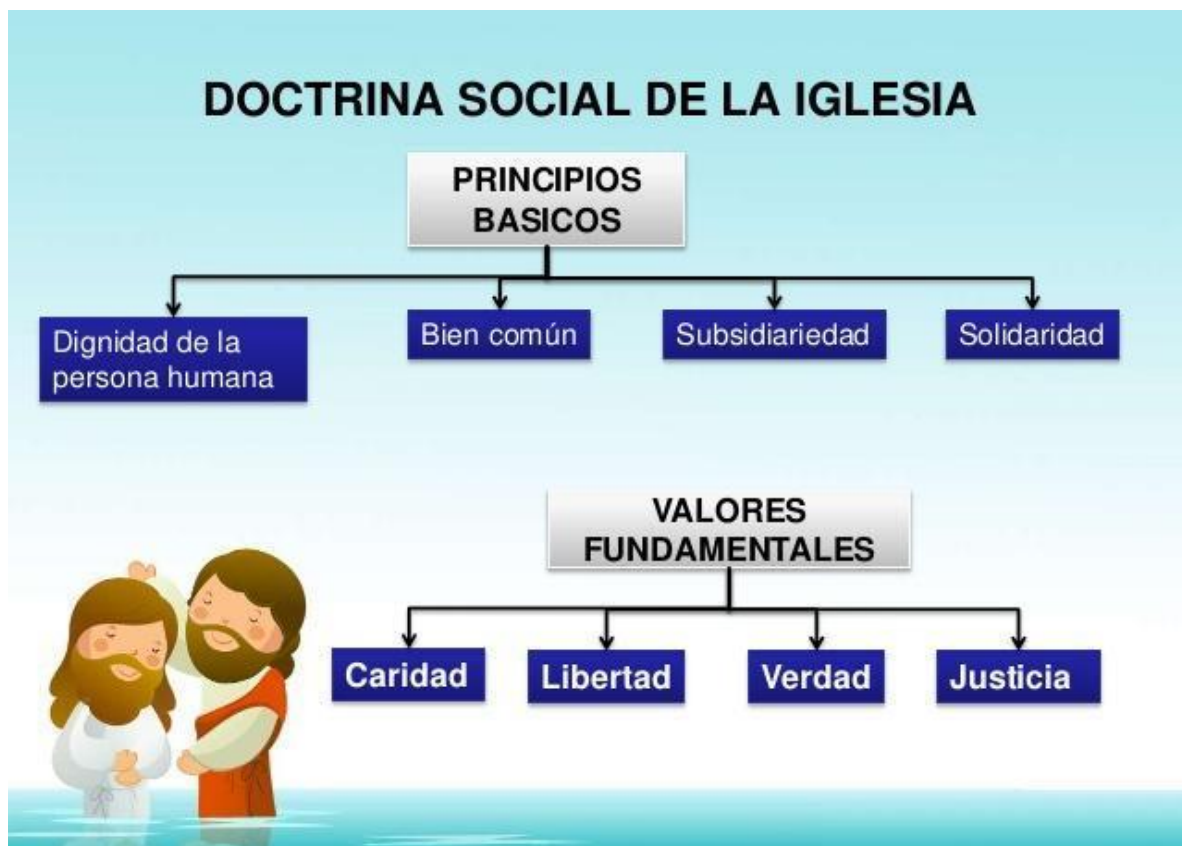 DOCTRINA SOCIAL DE LA IGLESIA
PRINCIPIOS
BASICOS
Dignidad de la
persona humana
Bien común
Subsidiariedad
Solidaridad
VALORES
FUNDAMENTALES
Caridad
Libertad
Verdad
Justicia